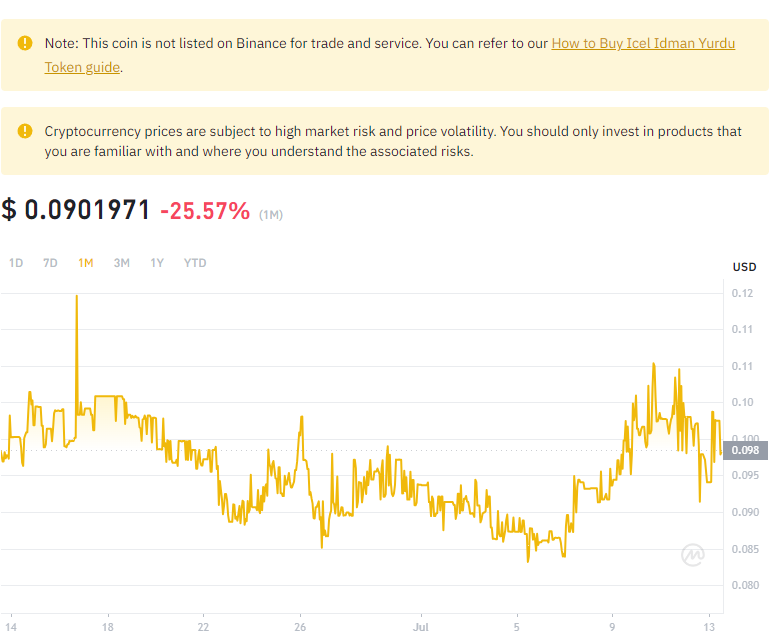 Note: This coin is not listed on Binance for trade and service. You can refer to our How to Buy Icel Idman Yurdu
Token guide.
Cryptocurrency prices are subject to high market risk and price volatility. You should only invest in products that
you are familiar with and where you understand the associated risks.
$ 0.0901971 -25.57% (1M)
1D 7D 1M 3M 1Y YTD
USD
0.12
0.11
0.11
0.10
0.100
0.098
0.095
0.090
0.085
0.080
14 18 22 26 Jul 5 9 13